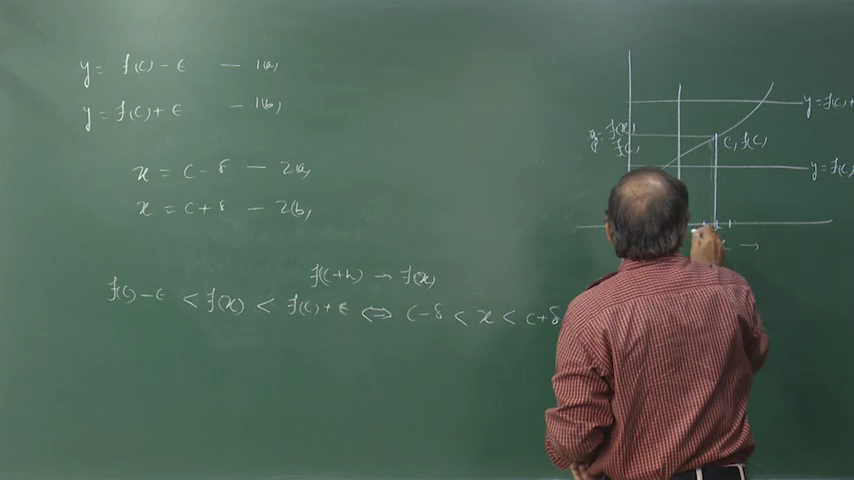 y = f(c) - ϵ — 1(a)
y = f(c) + ϵ — 1(b)
x = c - δ — 2(a)
x = c + δ — 2(b)
f(c+h) → f(x)
f(c) - ϵ < f(x) < f(c) + ϵ ⟺ c - δ < x < c + δ
y = f(c) +
y = f(x)
f(c)
c, f(c)
y = f(c)